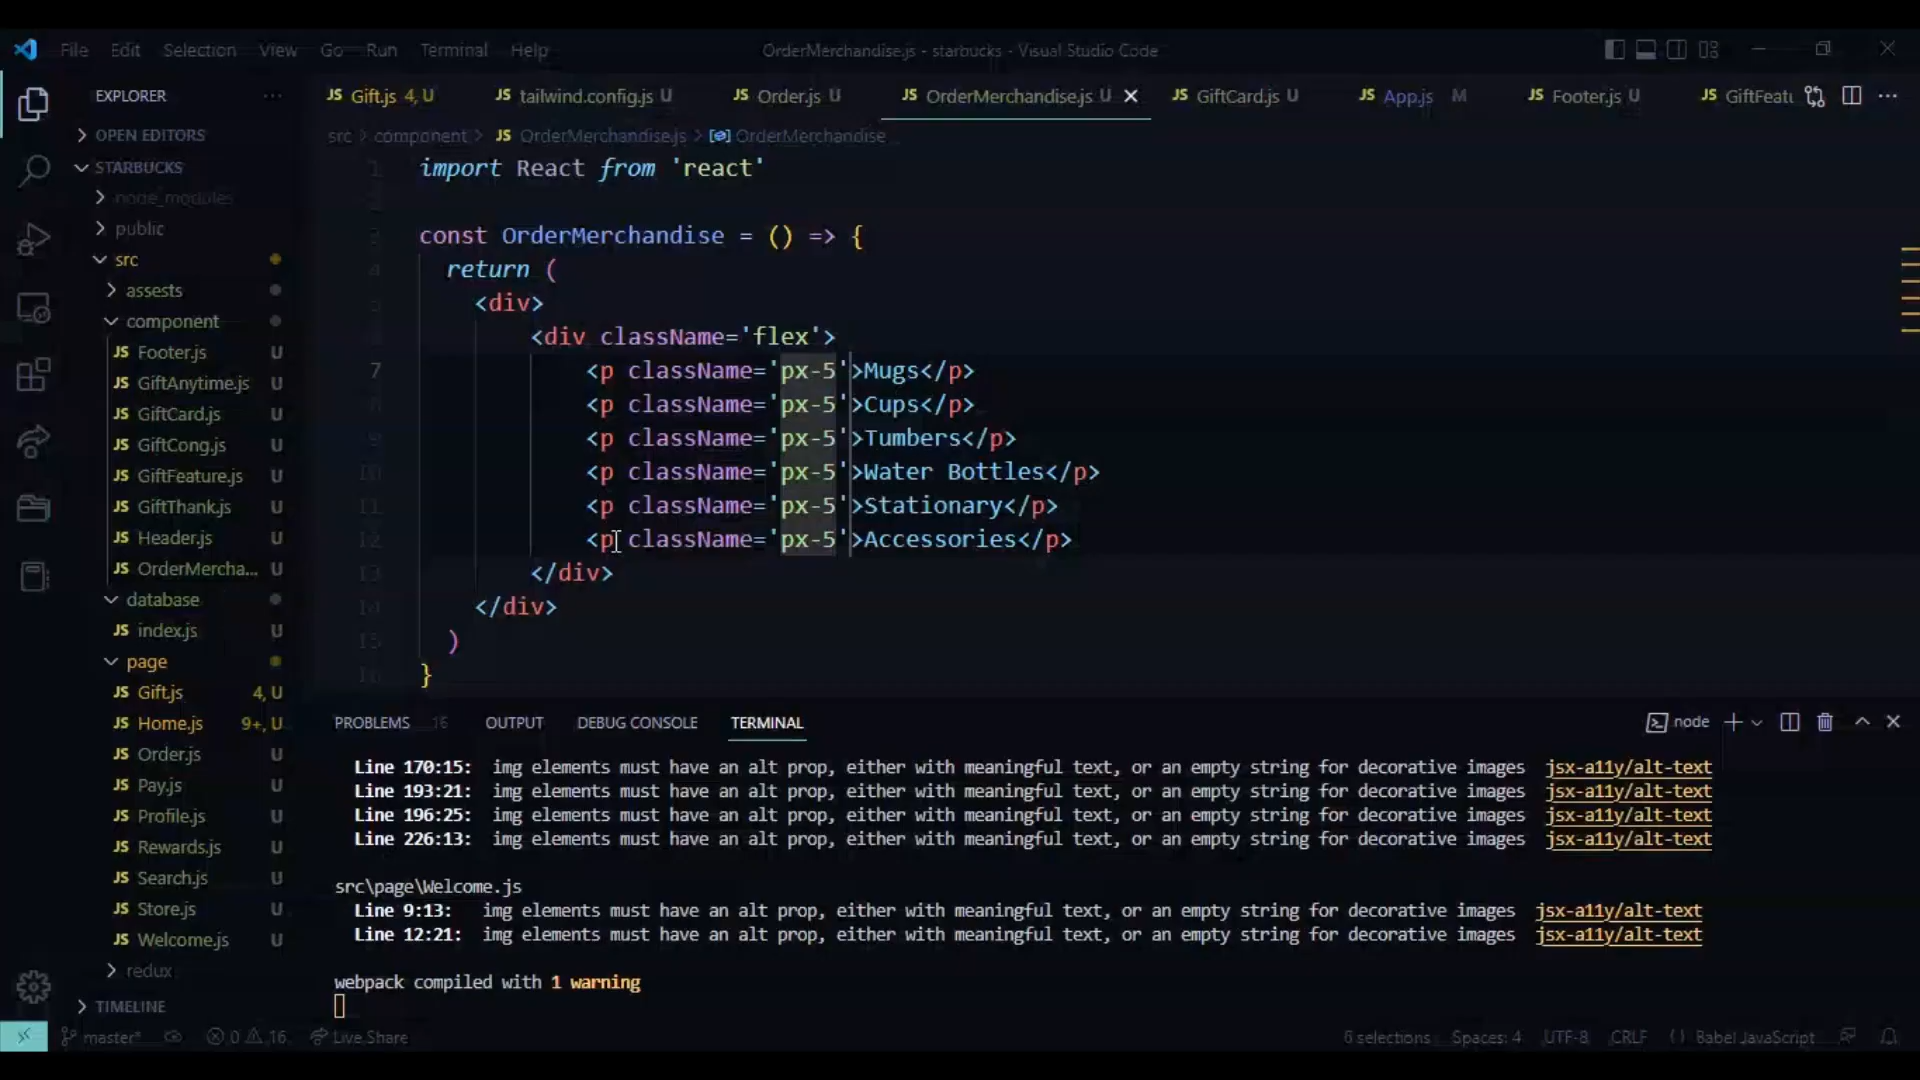 File Edit Selection View Go Run Terminal Help OrderMerchandise.js - starbucks - Visual Studio Code
EXPLORER ...
JS Gift.js 4, U JS tailwind.config.js U JS Order.js U JS OrderMerchandise.js U JS GiftCard.js U JS App.js M JS Footer.js U JS GiftFeatu ...
OPEN EDITORS
src > component > JS OrderMerchandise.js > OrderMerchandise
STARBUCKS
node_modules
public
src
assests
component
JS Footer.js U
JS GiftAnytime.js U
JS GiftCard.js U
JS GiftCong.js U
JS GiftFeature.js U
JS GiftThank.js U
JS Header.js U
JS OrderMercha... U
database
JS index.js U
page
JS Gift.js 4, U
JS Home.js 9+, U
JS Order.js U
JS Pay.js U
JS Profile.js U
JS Rewards.js U
JS Search.js U
JS Store.js U
JS Welcome.js U
redux
TIMELINE
1 import React from 'react'
3 const OrderMerchandise = () => {
4 return (
5 <div>
<div className='flex'>
7 <p className='px-5'>Mugs</p>
8 <p className='px-5'>Cups</p>
9 <p className='px-5'>Tumbers</p>
10 <p className='px-5'>Water Bottles</p>
11 <p className='px-5'>Stationary</p>
12 <p className='px-5'>Accessories</p>
13 </div>
14 </div>
15 )
16 }
PROBLEMS 16 OUTPUT DEBUG CONSOLE TERMINAL node
Line 170:15: img elements must have an alt prop, either with meaningful text, or an empty string for decorative images jsx-a11y/alt-text
Line 193:21: img elements must have an alt prop, either with meaningful text, or an empty string for decorative images jsx-a11y/alt-text
Line 196:25: img elements must have an alt prop, either with meaningful text, or an empty string for decorative images jsx-a11y/alt-text
Line 226:13: img elements must have an alt prop, either with meaningful text, or an empty string for decorative images jsx-a11y/alt-text
src\page\Welcome.js
Line 9:13: img elements must have an alt prop, either with meaningful text, or an empty string for decorative images jsx-a11y/alt-text
Line 12:21: img elements must have an alt prop, either with meaningful text, or an empty string for decorative images jsx-a11y/alt-text
webpack compiled with 1 warning
master* 0 16 Live Share 6 selections Spaces: 4 UTF-8 CRLF Babel JavaScript